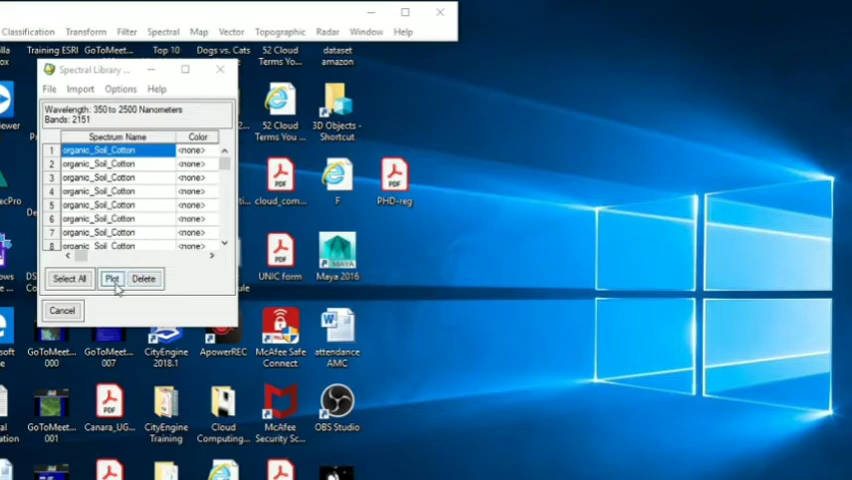 Classification Transform Filter Spectral Map Vector Topographic Radar Window Help
Training ESRI GoToMeet... Top 10 Dogs vs. Cats 52 Cloud dataset
Terms You... amazon
Spectral Library ...
File Import Options Help
Wavelength: 350 to 2500 Nanometers
Bands: 2151
Spectrum Name Color
1 organic_Soil_Cotton <none>
2 organic_Soil_Cotton <none>
3 organic_Soil_Cotton <none>
4 organic_Soil_Cotton <none>
5 organic_Soil_Cotton <none>
6 organic_Soil_Cotton <none>
7 organic_Soil_Cotton <none>
8 organic_Soil_Cotton <none>
Select All Plot Delete
Cancel
52 Cloud 3D Objects -
Terms You... Shortcut
cloud_com... F PHD-reg
UNIC form Maya 2016
GoToMeet... GoToMeet... CityEngine ApowerREC McAfee Safe attendance
000 007 2018.1 Connect AMC
GoToMeet... Canara_UG... CityEngine Cloud McAfee OBS Studio
001 Training Computing... Security Sc...